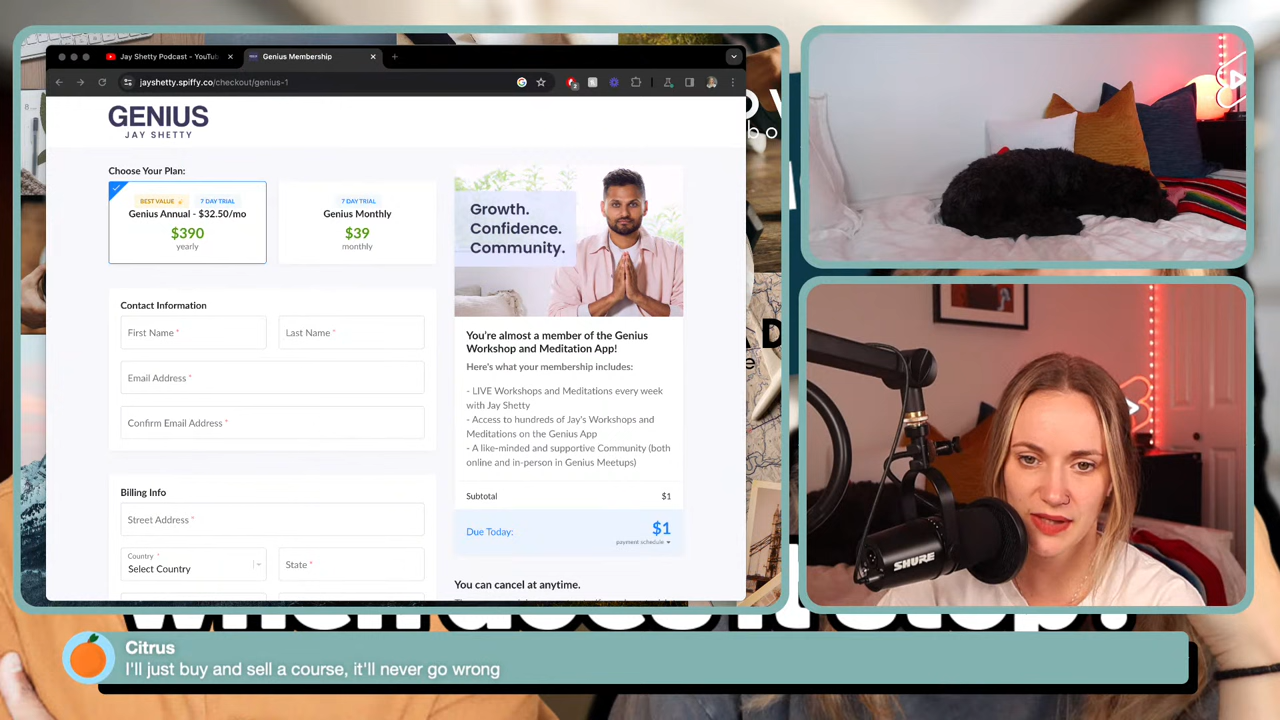 Jay Shetty Podcast - YouTub
Genius Membership
jayshetty.spiffy.co/checkout/genius-1
GENIUS
JAY SHETTY
Choose Your Plan:
BEST VALUE
7 DAY TRIAL
Genius Annual - $32.50/mo
$390
yearly
7 DAY TRIAL
Genius Monthly
$39
monthly
Contact Information
First Name *
Last Name *
Email Address *
Confirm Email Address *
Billing Info
Street Address *
Country *
Select Country
State *
Growth.
Confidence.
Community.
You're almost a member of the Genius
Workshop and Meditation App!
Here's what your membership includes:
- LIVE Workshops and Meditations every week
with Jay Shetty
- Access to hundreds of Jay's Workshops and
Meditations on the Genius App
- A like-minded and supportive Community (both
online and in-person in Genius Meetups)
Subtotal
$1
Due Today:
$1
payment schedule
You can cancel at anytime.
SHURE
when does it stop?
Citrus
I'll just buy and sell a course, it'll never go wrong